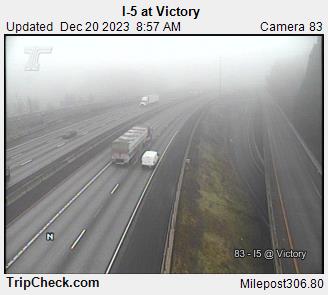 I-5 at Victory
Updated Dec 20 2023 8:57 AM Camera 83
N
83 - I5 @ Victory
TripCheck.com Milepost306.80